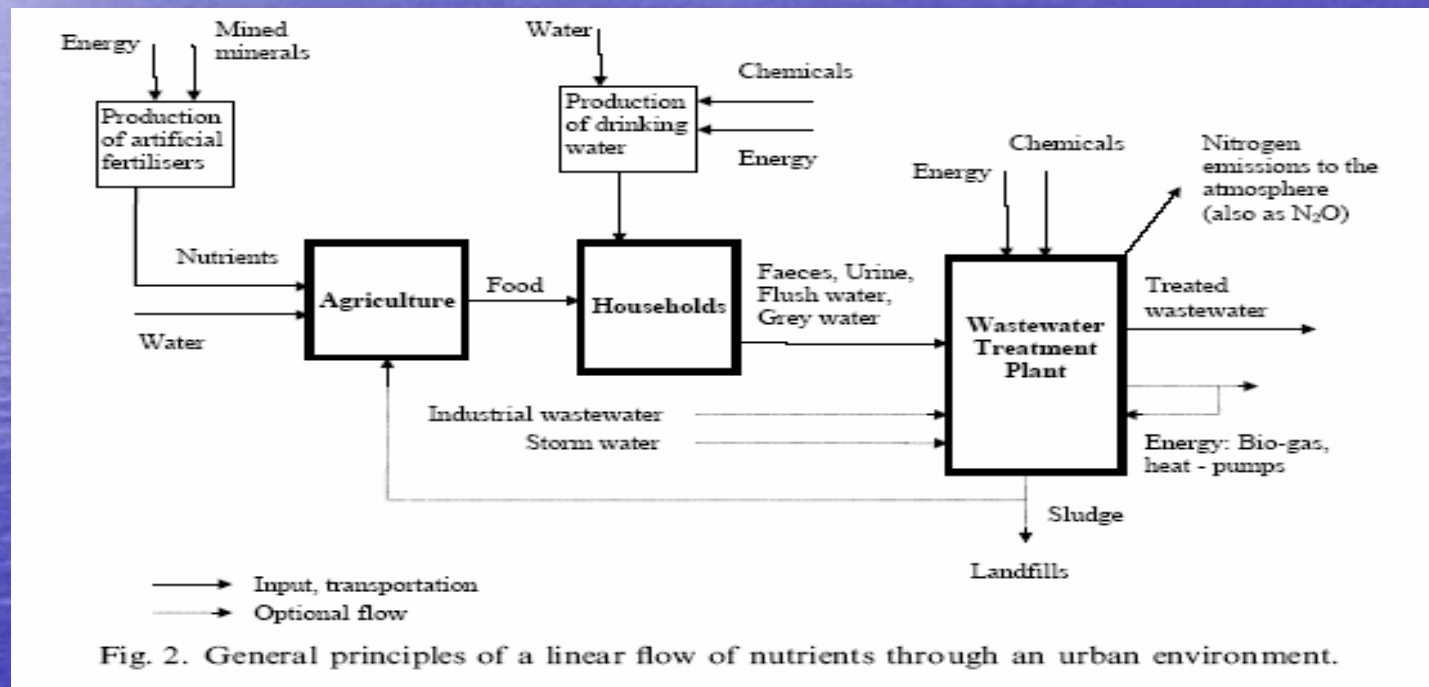 Energy
Mined
minerals
Production
of artificial
fertilisers
Water
Chemicals
Production
of drinking
water
Energy
Energy
Chemicals
Nitrogen
emissions to the
atmosphere
(also as N₂O)
Nutrients
Water
Agriculture
Food
Households
Faeces, Urine,
Flush water,
Grey water
Wastewater
Treatment
Plant
Treated
wastewater
Industrial wastewater
Storm water
Energy: Bio-gas,
heat - pumps
Sludge
Landfills
Input, transportation
Optional flow
Fig. 2. General principles of a linear flow of nutrients through an urban environment.